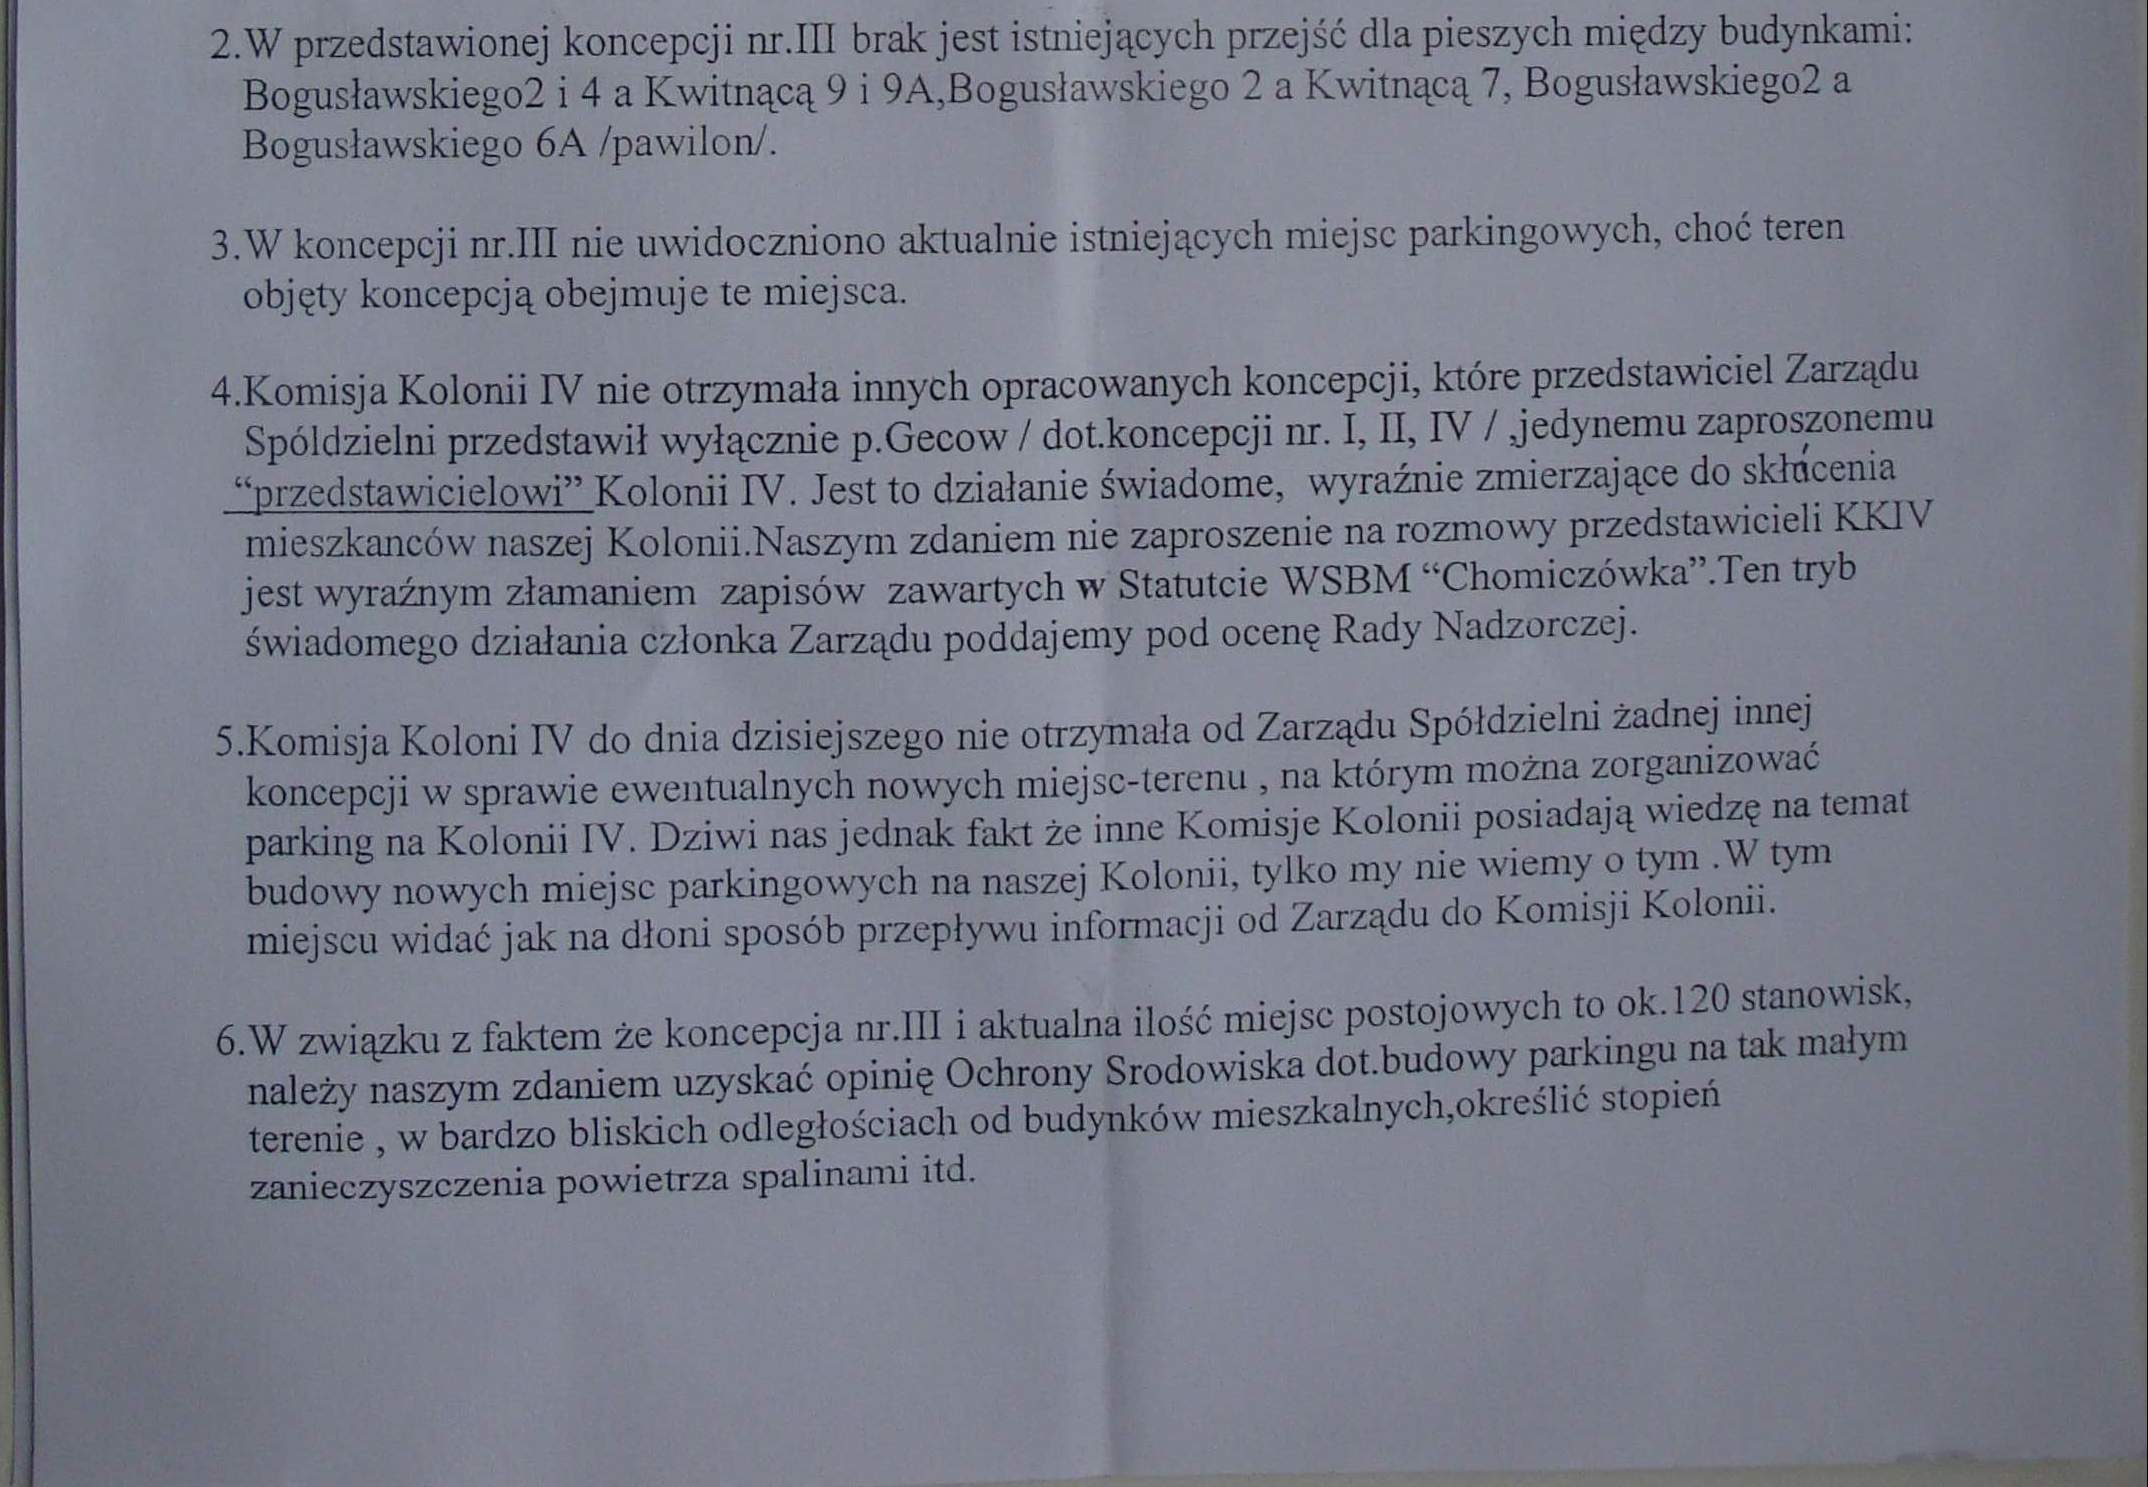 2.W przedstawionej koncepcji nr.III brak jest istniejących przejść dla pieszych między budynkami:
Bogusławskiego2 i 4 a Kwitnącą 9 i 9A,Bogusławskiego 2 a Kwitnącą 7, Bogusławskiego2 a
Bogusławskiego 6A /pawilon/.
3.W koncepcji nr.III nie uwidoczniono aktualnie istniejących miejsc parkingowych, choć teren
objęty koncepcją obejmuje te miejsca.
4.Komisja Kolonii IV nie otrzymała innych opracowanych koncepcji, które przedstawiciel Zarządu
Spóldzielni przedstawił wyłącznie p.Gecow / dot.koncepcji nr. I, II, IV / ,jedynemu zaproszonemu
“przedstawicielowi” Kolonii IV. Jest to działanie świadome, wyraźnie zmierzające do skłócenia
mieszkanców naszej Kolonii.Naszym zdaniem nie zaproszenie na rozmowy przedstawicieli KKIV
jest wyraźnym złamaniem zapisów zawartych w Statutcie WSBM “Chomiczówka”.Ten tryb
świadomego działania członka Zarządu poddajemy pod ocenę Rady Nadzorczej.
5.Komisja Koloni IV do dnia dzisiejszego nie otrzymała od Zarządu Spółdzielni żadnej innej
koncepcji w sprawie ewentualnych nowych miejsc-terenu , na którym można zorganizować
parking na Kolonii IV. Dziwi nas jednak fakt że inne Komisje Kolonii posiadają wiedzę na temat
budowy nowych miejsc parkingowych na naszej Kolonii, tylko my nie wiemy o tym .W tym
miejscu widać jak na dłoni sposób przepływu informacji od Zarządu do Komisji Kolonii.
6.W związku z faktem że koncepcja nr.III i aktualna ilość miejsc postojowych to ok.120 stanowisk,
należy naszym zdaniem uzyskać opinię Ochrony Srodowiska dot.budowy parkingu na tak małym
terenie , w bardzo bliskich odległościach od budynków mieszkalnych,określić stopień
zanieczyszczenia powietrza spalinami itd.